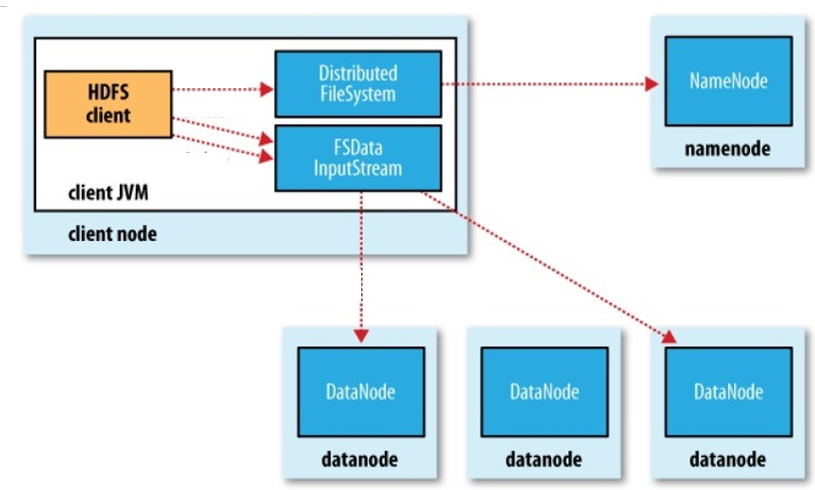 HDFS
client
Distributed
FileSystem
FSData
InputStream
client JVM
client node
NameNode
namenode
DataNode
datanode
DataNode
datanode
DataNode
datanode